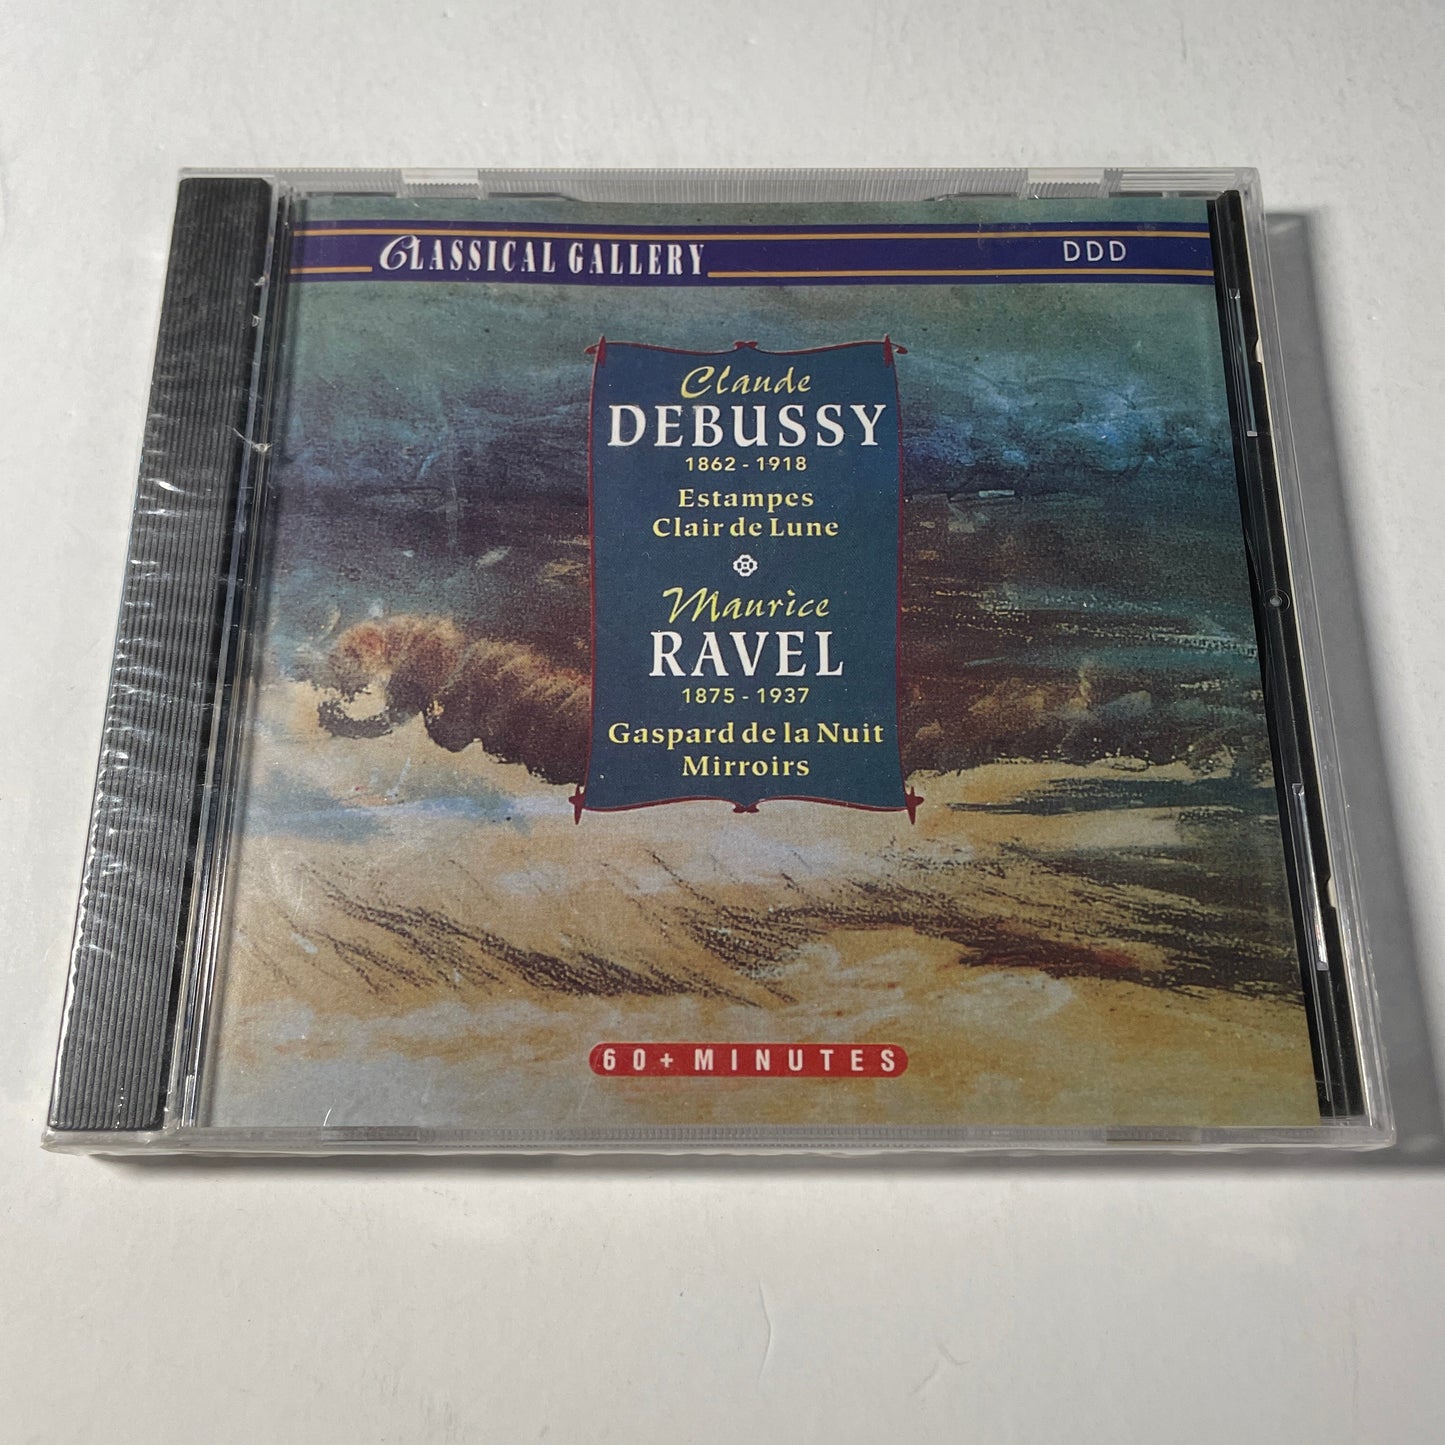 CLASSICAL GALLERY
DDD
Claude
DEBUSSY
1862 - 1918
Estampes
Clair de Lune
Maurice
RAVEL
1875 - 1937
Gaspard de la Nuit
Mirroirs
60+ MINUTES